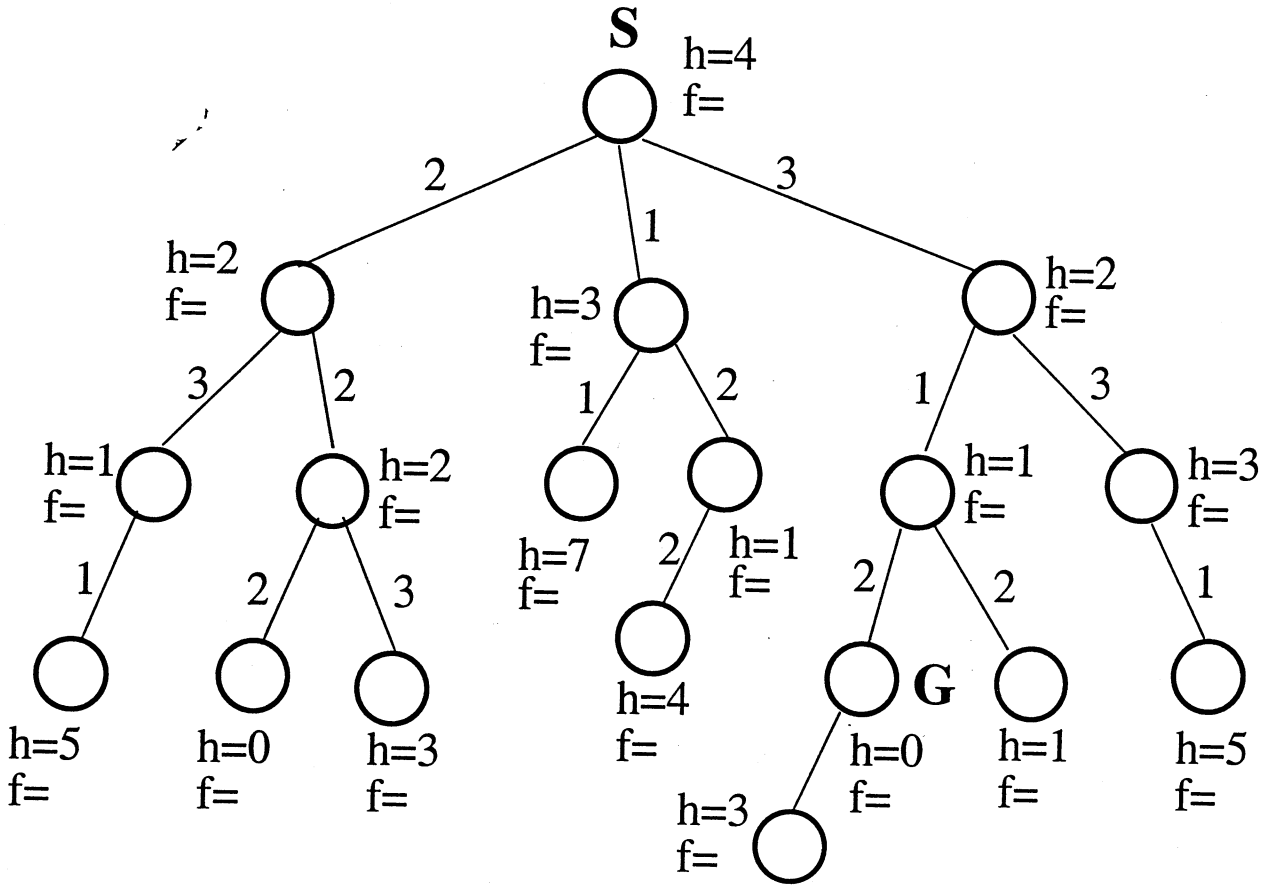 S
h=4
f=
2
1
3
h=2
f=
h=3
f=
h=2
f=
3
2
1
2
1
3
h=1
f=
h=2
f=
h=7
f=
h=1
f=
h=1
f=
h=3
f=
1
2
3
2
2
2
1
h=5
f=
h=0
f=
h=3
f=
h=4
f=
G
h=0
f=
h=1
f=
h=5
f=
h=3
f=